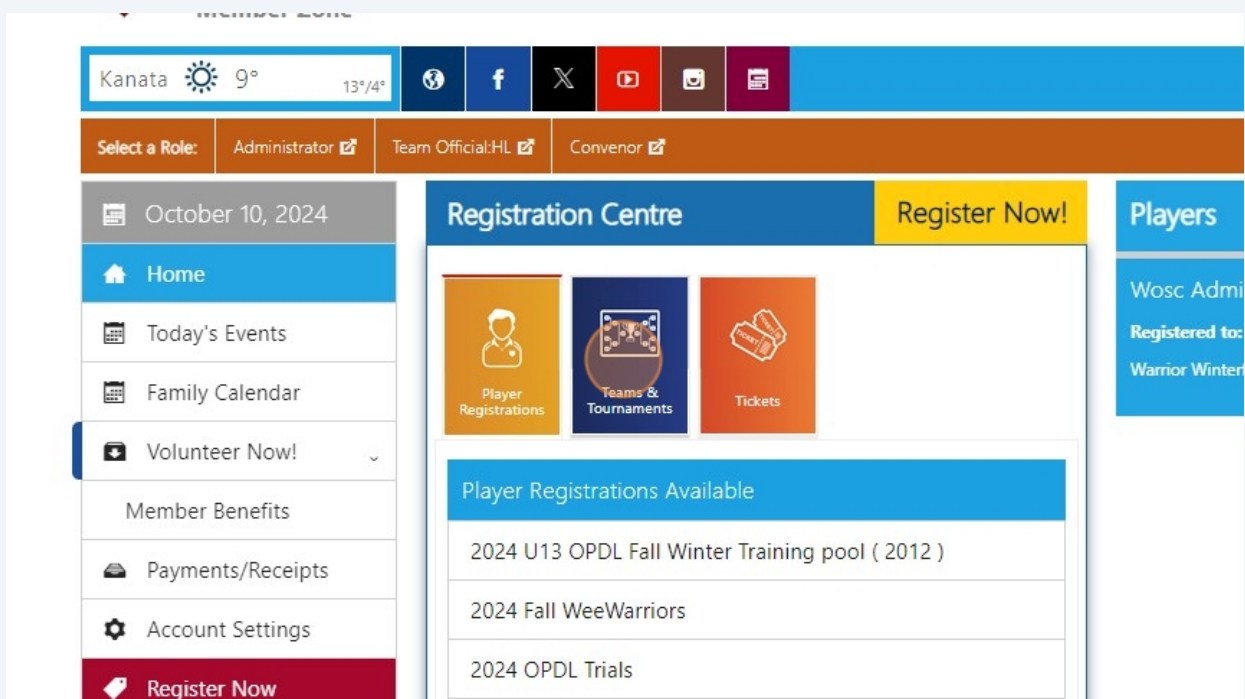 Member Zone
Kanata 9° 13°/4°
Select a Role: Administrator Team Official:HL Convenor
October 10, 2024
Home
Today's Events
Family Calendar
Volunteer Now!
Member Benefits
Payments/Receipts
Account Settings
Register Now
Registration Centre Register Now!
Player
Registrations
Teams &
Tournaments
Tickets
Player Registrations Available
2024 U13 OPDL Fall Winter Training pool ( 2012 )
2024 Fall WeeWarriors
2024 OPDL Trials
Players
Wosc Admi
Registered to:
Warrior Winter